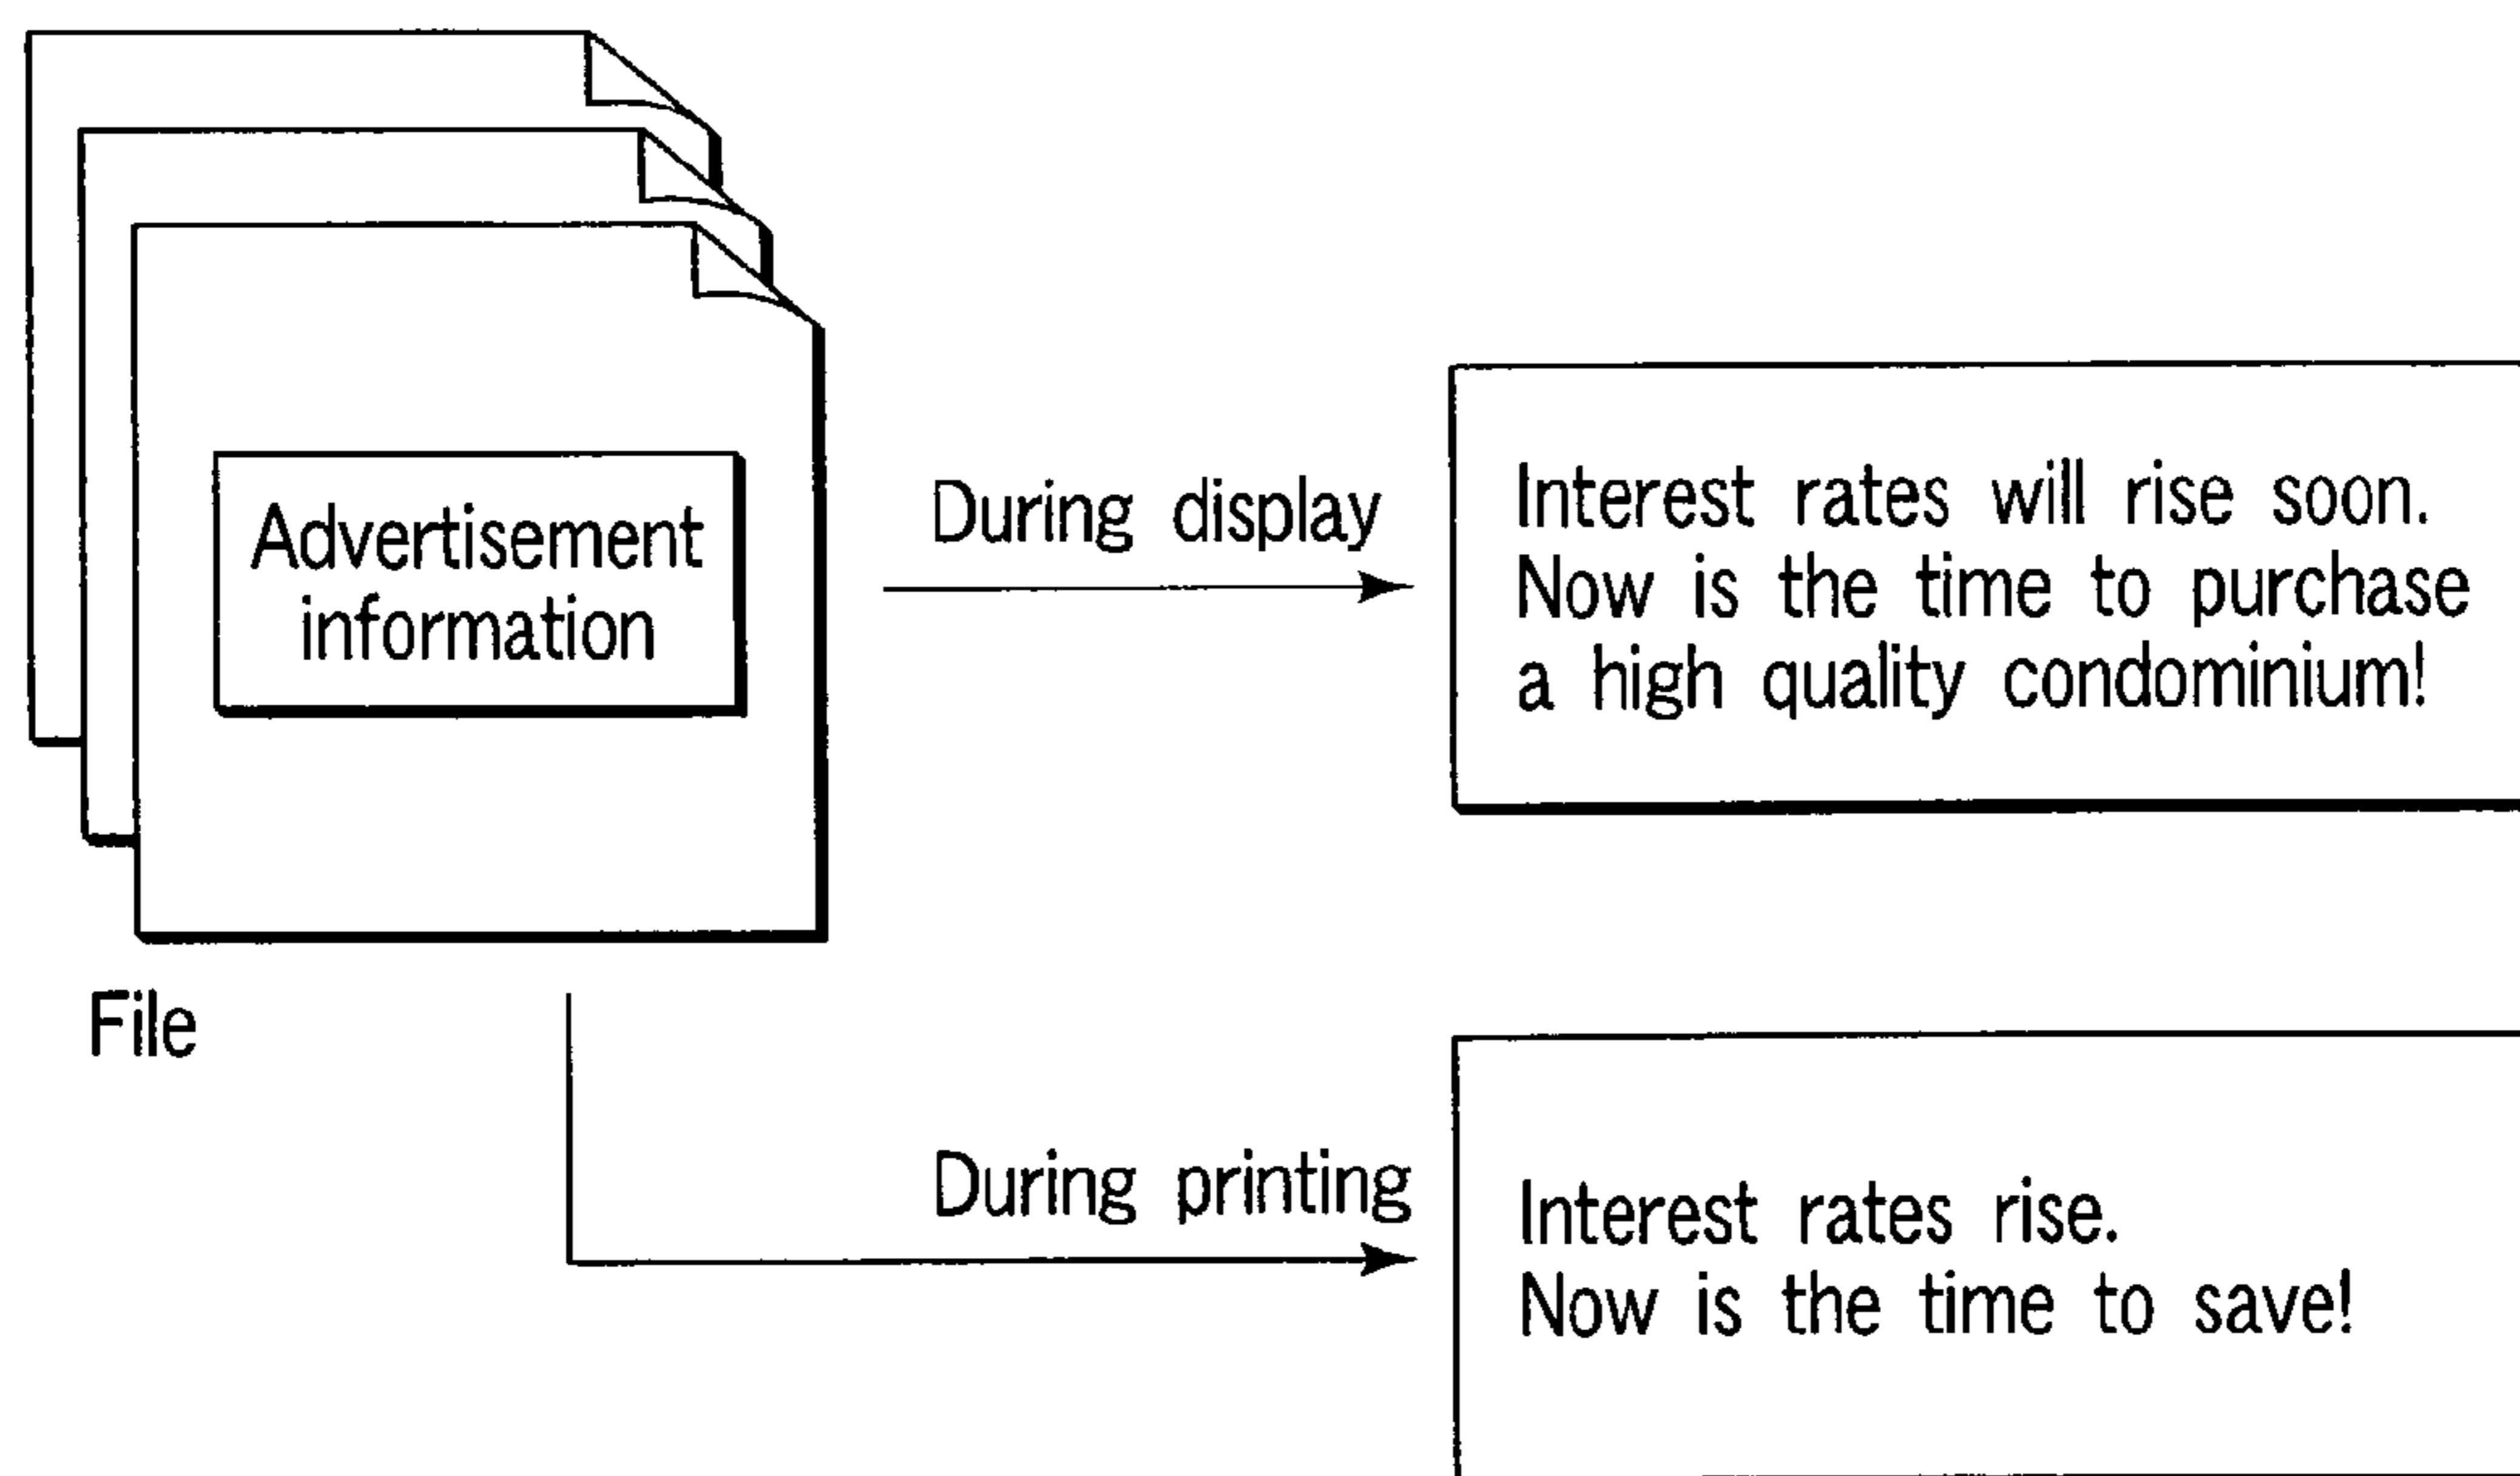 Advertisement
information
During display
Interest rates will rise soon.
Now is the time to purchase
a high quality condominium!
File
During printing
Interest rates rise.
Now is the time to save!